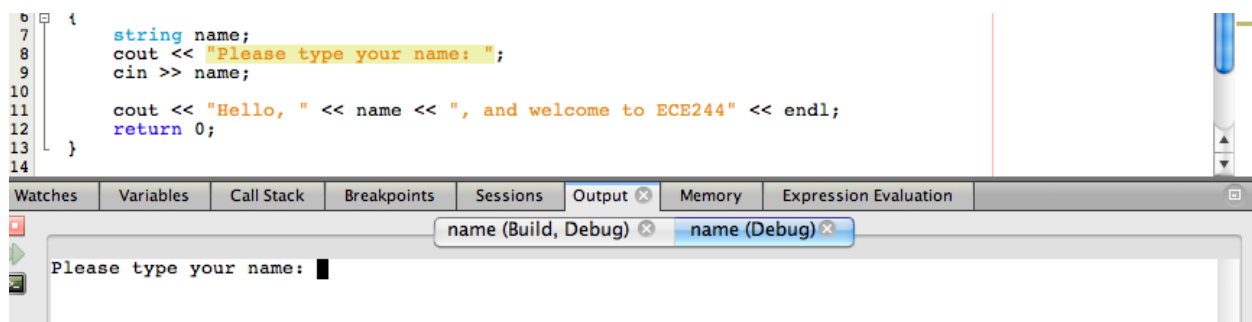 6 {
7 string name;
8 cout << "Please type your name: ";
9 cin >> name;
10
11 cout << "Hello, " << name << ", and welcome to ECE244" << endl;
12 return 0;
13 }
14
Watches Variables Call Stack Breakpoints Sessions Output Memory Expression Evaluation
name (Build, Debug) name (Debug)
Please type your name: